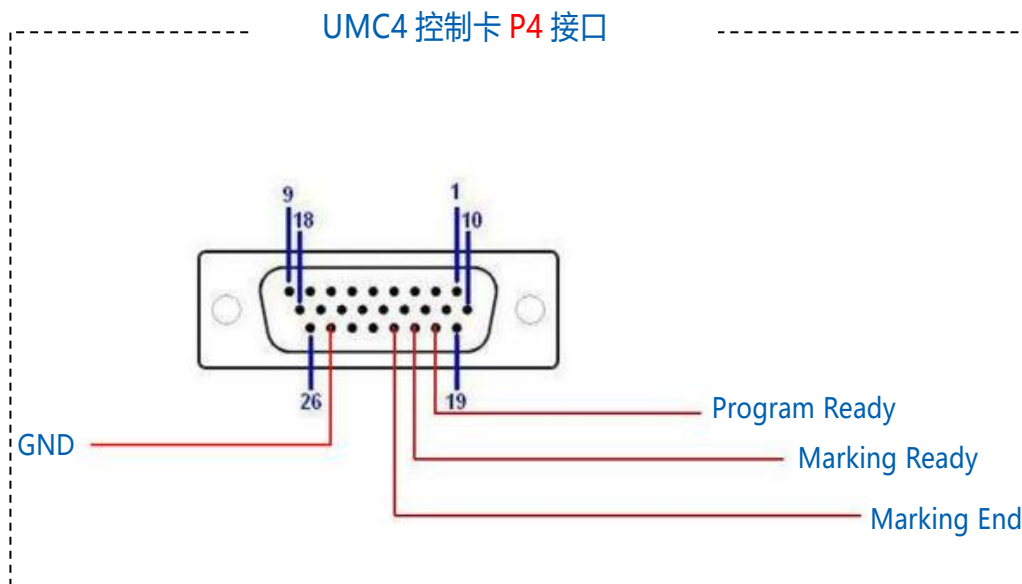 UMC4 控制卡 P4 接口
9
1
18
10
26
19
Program Ready
GND
Marking Ready
Marking End